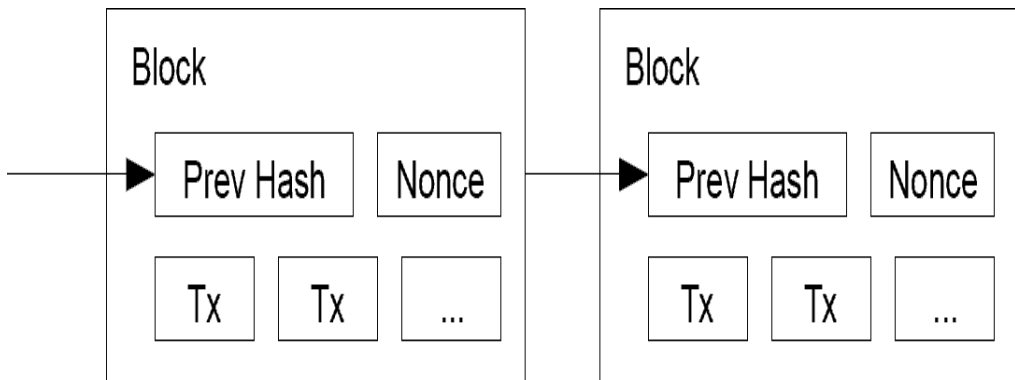 Block
Prev Hash
Nonce
Tx
Tx
...
Block
Prev Hash
Nonce
Tx
Tx
...